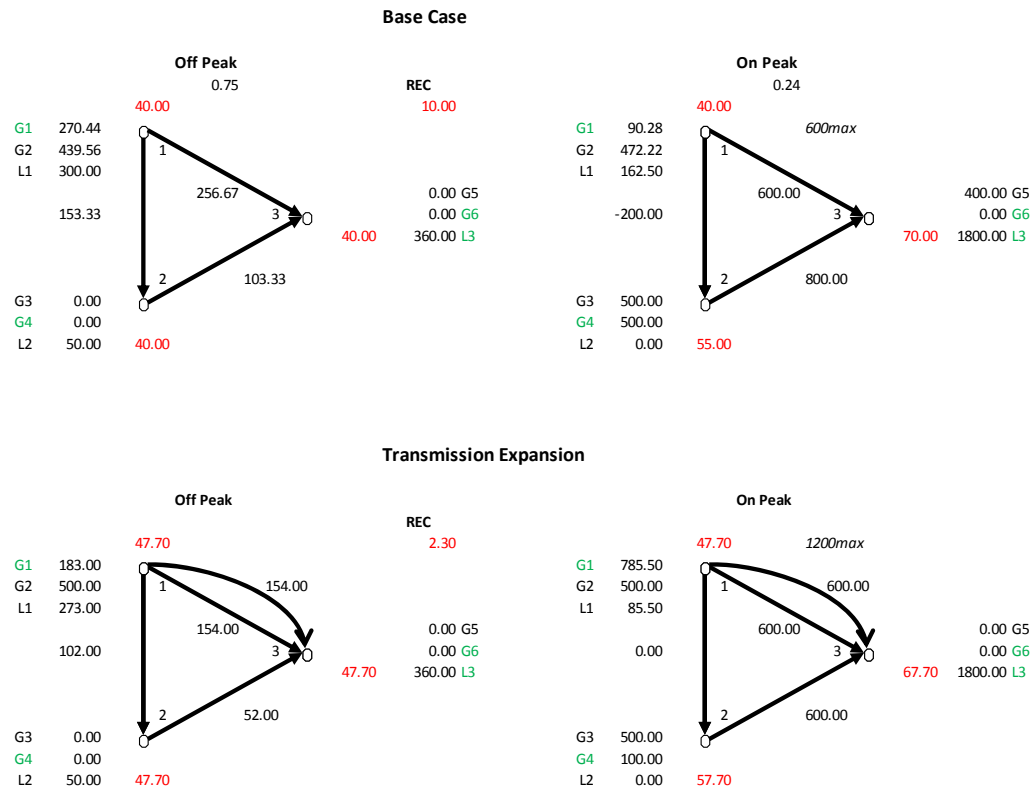 Base Case
Off Peak
0.75
REC
40.00
10.00
G1 270.44
1
G2 439.56
L1 300.00
256.67
0.00 G5
153.33
3
0.00 G6
40.00
360.00 L3
2
103.33
G3 0.00
G4 0.00
L2 50.00
40.00
On Peak
0.24
40.00
G1 90.28
600max
1
G2 472.22
L1 162.50
600.00
400.00 G5
-200.00
3
0.00 G6
70.00
1800.00 L3
2
800.00
G3 500.00
G4 500.00
L2 0.00
55.00
Transmission Expansion
Off Peak
REC
47.70
2.30
G1 183.00
1
G2 500.00
154.00
L1 273.00
154.00
0.00 G5
102.00
3
0.00 G6
47.70
360.00 L3
2
52.00
G3 0.00
G4 0.00
L2 50.00
47.70
On Peak
47.70
1200max
G1 785.50
1
G2 500.00
600.00
L1 85.50
600.00
0.00 G5
0.00
3
0.00 G6
67.70
1800.00 L3
2
600.00
G3 500.00
G4 100.00
L2 0.00
57.70